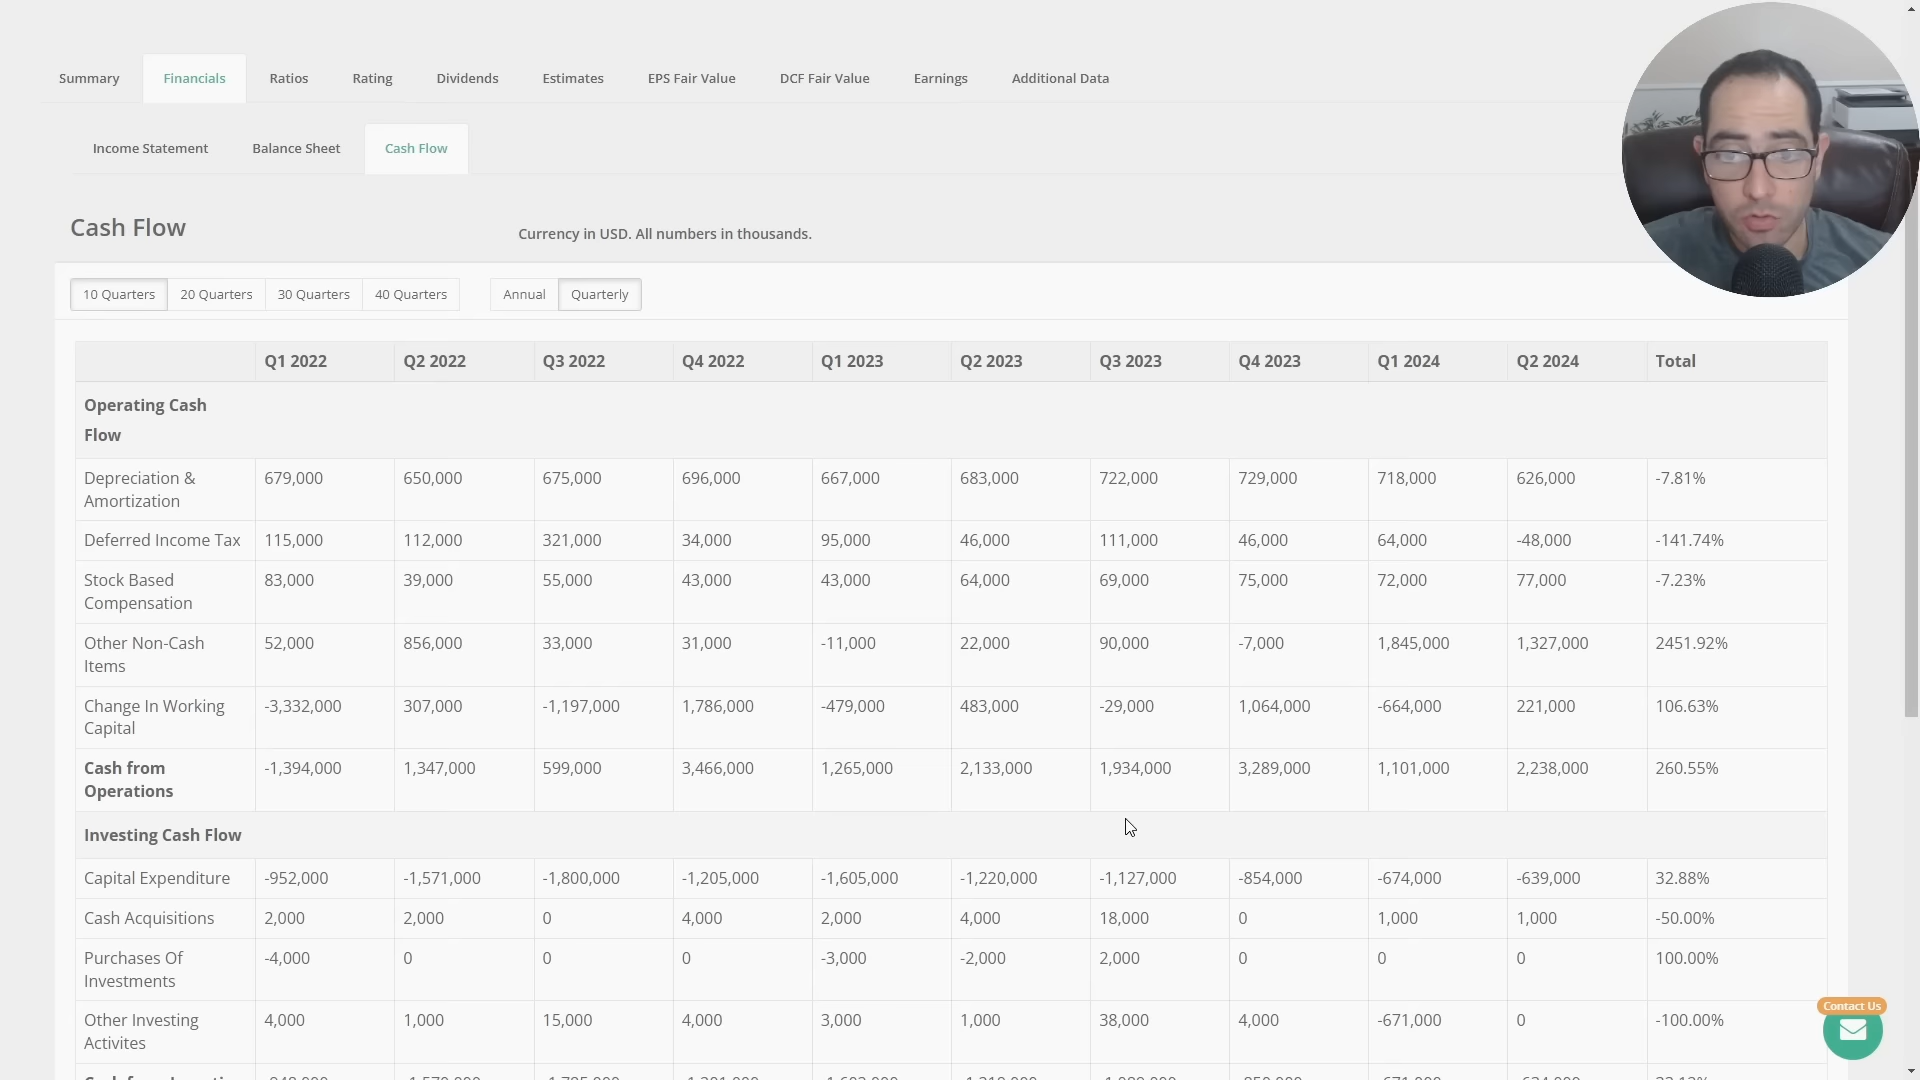 Summary Financials Ratios Rating Dividends Estimates EPS Fair Value DCF Fair Value Earnings Additional Data
Income Statement Balance Sheet Cash Flow
Cash Flow Currency in USD. All numbers in thousands.
10 Quarters 20 Quarters 30 Quarters 40 Quarters Annual Quarterly
Q1 2022 Q2 2022 Q3 2022 Q4 2022 Q1 2023 Q2 2023 Q3 2023 Q4 2023 Q1 2024 Q2 2024 Total
Operating Cash
Flow
Depreciation & 679,000 650,000 675,000 696,000 667,000 683,000 722,000 729,000 718,000 626,000 -7.81%
Amortization
Deferred Income Tax 115,000 112,000 321,000 34,000 95,000 46,000 111,000 46,000 64,000 -48,000 -141.74%
Stock Based 83,000 39,000 55,000 43,000 43,000 64,000 69,000 75,000 72,000 77,000 -7.23%
Compensation
Other Non-Cash 52,000 856,000 33,000 31,000 -11,000 22,000 90,000 -7,000 1,845,000 1,327,000 2451.92%
Items
Change In Working -3,332,000 307,000 -1,197,000 1,786,000 -479,000 483,000 -29,000 1,064,000 -664,000 221,000 106.63%
Capital
Cash from -1,394,000 1,347,000 599,000 3,466,000 1,265,000 2,133,000 1,934,000 3,289,000 1,101,000 2,238,000 260.55%
Operations
Investing Cash Flow
Capital Expenditure -952,000 -1,571,000 -1,800,000 -1,205,000 -1,605,000 -1,220,000 -1,127,000 -854,000 -674,000 -639,000 32.88%
Cash Acquisitions 2,000 2,000 0 4,000 2,000 4,000 18,000 0 1,000 1,000 -50.00%
Purchases Of -4,000 0 0 0 -3,000 -2,000 2,000 0 0 0 100.00%
Investments
Contact Us
Other Investing 4,000 1,000 15,000 4,000 3,000 1,000 38,000 4,000 -671,000 0 -100.00%
Activites